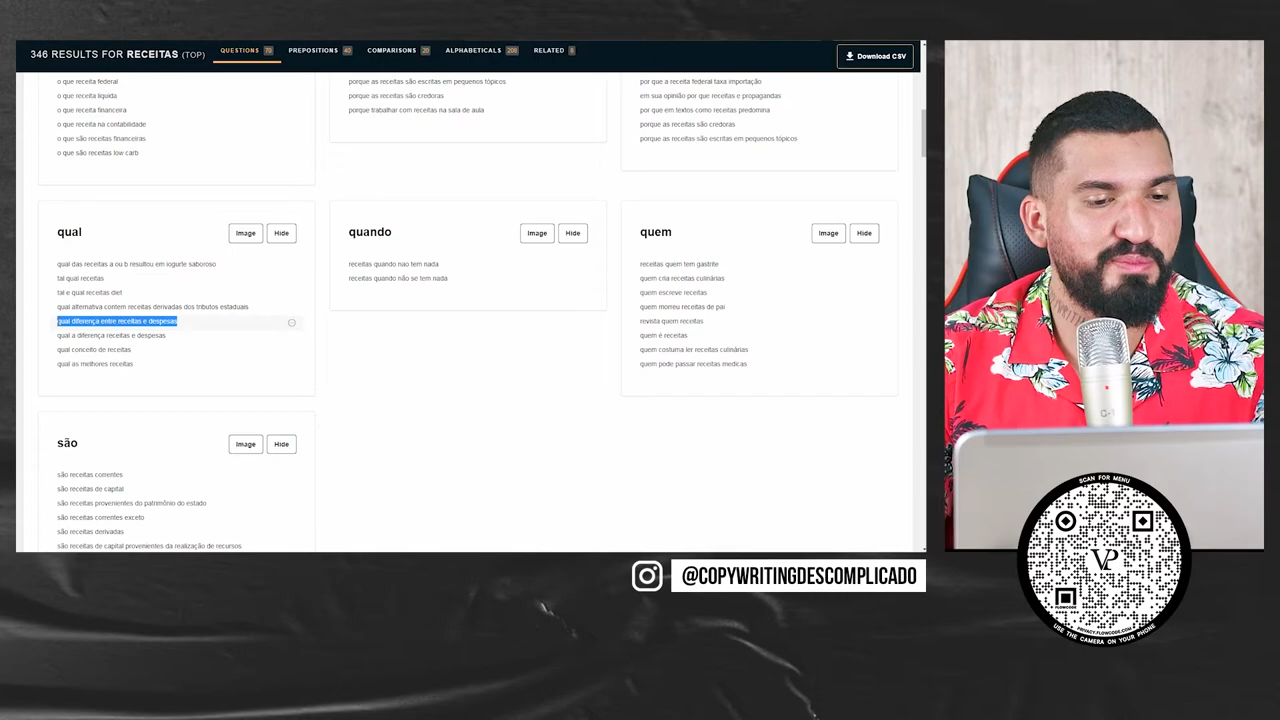 346 RESULTS FOR RECEITAS (TOP)
QUESTIONS 70
PREPOSITIONS 40
COMPARISONS 20
ALPHABETICALS 208
RELATED 8
Download CSV
o que receita federal
o que receita liquida
o que receita financeira
o que receita na contabilidade
o que são receitas financeiras
o que são receitas low carb
porque as receitas são escritas em pequenos tópicos
porque as receitas são credoras
porque trabalhar com receitas na sala de aula
por que a receita federal taxa importação
em sua opinião por que receitas e propagandas
por que em textos como receitas predomina
porque as receitas são credoras
porque as receitas são escritas em pequenos tópicos
qual
Image
Hide
qual das receitas a ou b resultou em iogurte saboroso
tal qual receitas
tal e qual receitas diet
qual alternativa contem receitas derivadas dos tributos estaduais
qual diferença entre receitas e despesas
qual a diferença receitas e despesas
qual conceito de receitas
qual as melhores receitas
quando
Image
Hide
receitas quando nao tem nada
receitas quando não se tem nada
quem
Image
Hide
receitas quem tem gastrite
quem cria receitas culinárias
quem escreve receitas
quem morreu receitas de pai
revista quem receitas
quem é receitas
quem costuma ler receitas culinárias
quem pode passar receitas medicas
são
Image
Hide
são receitas correntes
são receitas de capital
são receitas provenientes do patrimônio do estado
são receitas correntes exceto
são receitas derivadas
são receitas de capital provenientes da realização de recursos
C-1
@COPYWRITINGDESCOMPLICADO
SCAN FOR MENU
VP
FLOWCODE
PRIVACY.FLOWCODE.COM
USE THE CAMERA ON YOUR PHONE